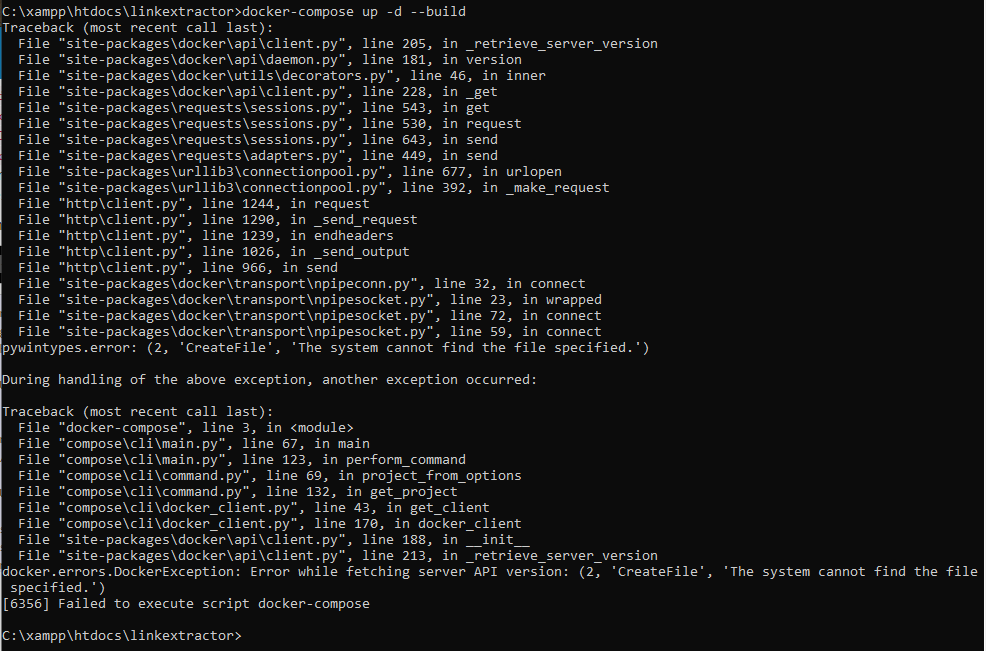 C:\xampp\htdocs\linkextractor>docker-compose up -d --build
Traceback (most recent call last):
  File "site-packages\docker\api\client.py", line 205, in _retrieve_server_version
  File "site-packages\docker\api\daemon.py", line 181, in version
  File "site-packages\docker\utils\decorators.py", line 46, in inner
  File "site-packages\docker\api\client.py", line 228, in _get
  File "site-packages\requests\sessions.py", line 543, in get
  File "site-packages\requests\sessions.py", line 530, in request
  File "site-packages\requests\sessions.py", line 643, in send
  File "site-packages\requests\adapters.py", line 449, in send
  File "site-packages\urllib3\connectionpool.py", line 677, in urlopen
  File "site-packages\urllib3\connectionpool.py", line 392, in _make_request
  File "http\client.py", line 1244, in request
  File "http\client.py", line 1290, in _send_request
  File "http\client.py", line 1239, in endheaders
  File "http\client.py", line 1026, in _send_output
  File "http\client.py", line 966, in send
  File "site-packages\docker\transport\npipeconn.py", line 32, in connect
  File "site-packages\docker\transport\npipesocket.py", line 23, in wrapped
  File "site-packages\docker\transport\npipesocket.py", line 72, in connect
  File "site-packages\docker\transport\npipesocket.py", line 59, in connect
pywintypes.error: (2, 'CreateFile', 'The system cannot find the file specified.')

During handling of the above exception, another exception occurred:

Traceback (most recent call last):
  File "docker-compose", line 3, in <module>
  File "compose\cli\main.py", line 67, in main
  File "compose\cli\main.py", line 123, in perform_command
  File "compose\cli\command.py", line 69, in project_from_options
  File "compose\cli\command.py", line 132, in get_project
  File "compose\cli\docker_client.py", line 43, in get_client
  File "compose\cli\docker_client.py", line 170, in docker_client
  File "site-packages\docker\api\client.py", line 188, in __init__
  File "site-packages\docker\api\client.py", line 213, in _retrieve_server_version
docker.errors.DockerException: Error while fetching server API version: (2, 'CreateFile', 'The system cannot find the file
 specified.')
[6356] Failed to execute script docker-compose

C:\xampp\htdocs\linkextractor>